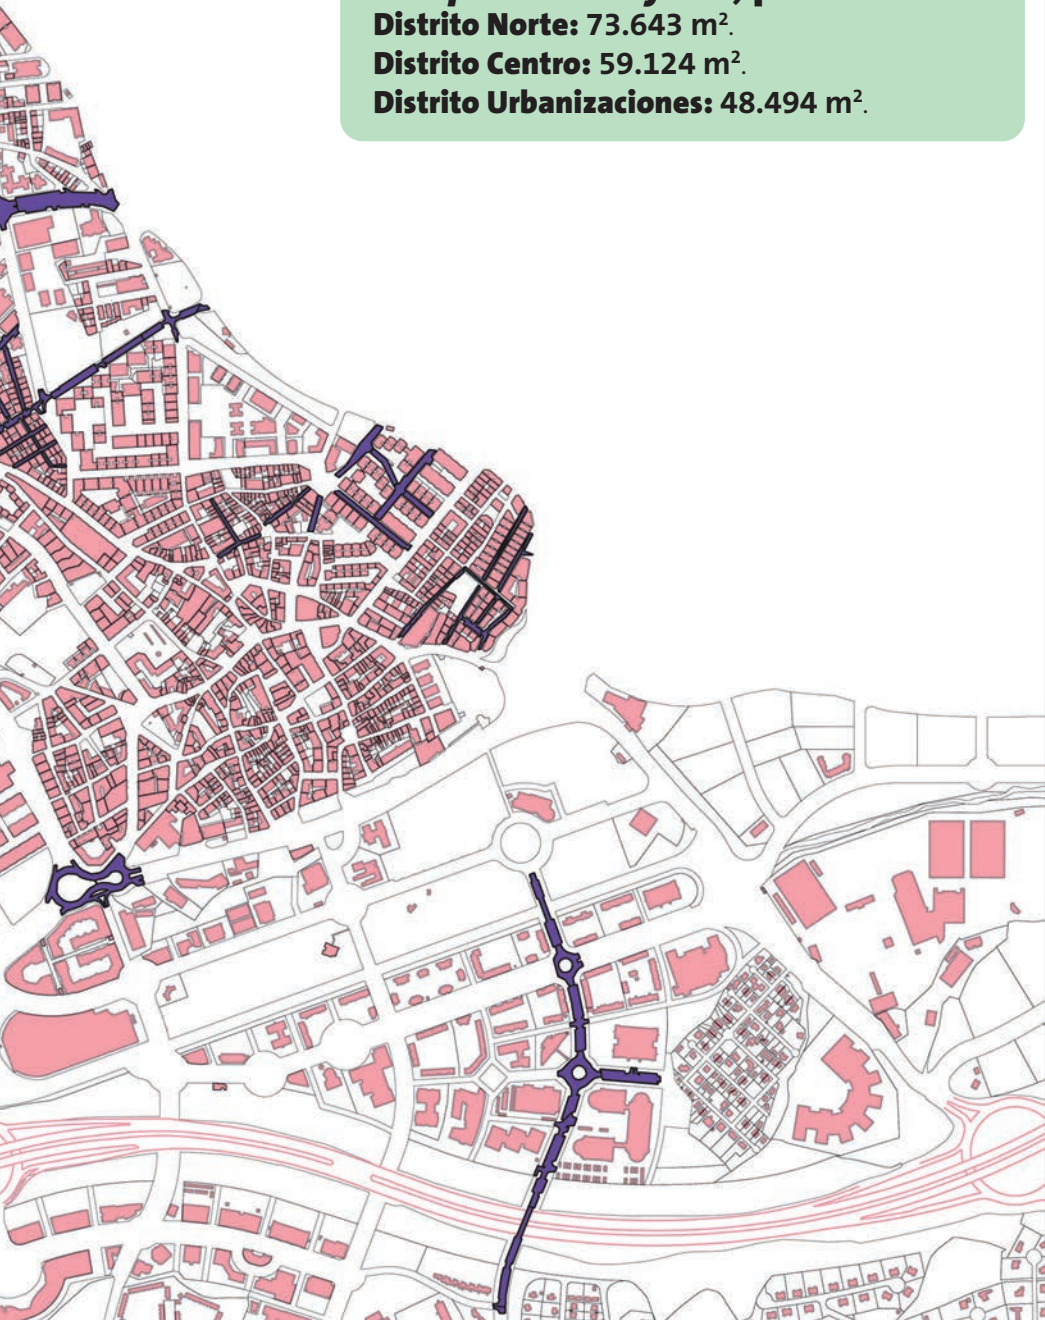 Distrito Norte: 73.643 m².
Distrito Centro: 59.124 m².
Distrito Urbanizaciones: 48.494 m².